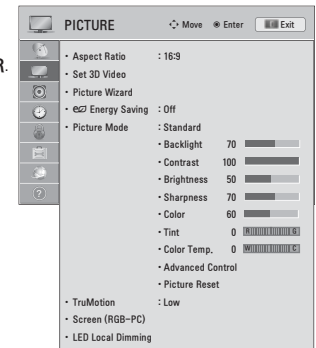 PICTURE Move Enter Exit
R.
• Aspect Ratio : 16:9
• Set 3D Video
• Picture Wizard
• Energy Saving : Off
• Picture Mode : Standard
• Backlight 70
• Contrast 100
• Brightness 50
• Sharpness 70
• Color 60
• Tint 0 R G
• Color Temp. 0 W C
• Advanced Control
• Picture Reset
• TruMotion : Low
• Screen (RGB-PC)
• LED Local Dimming
?